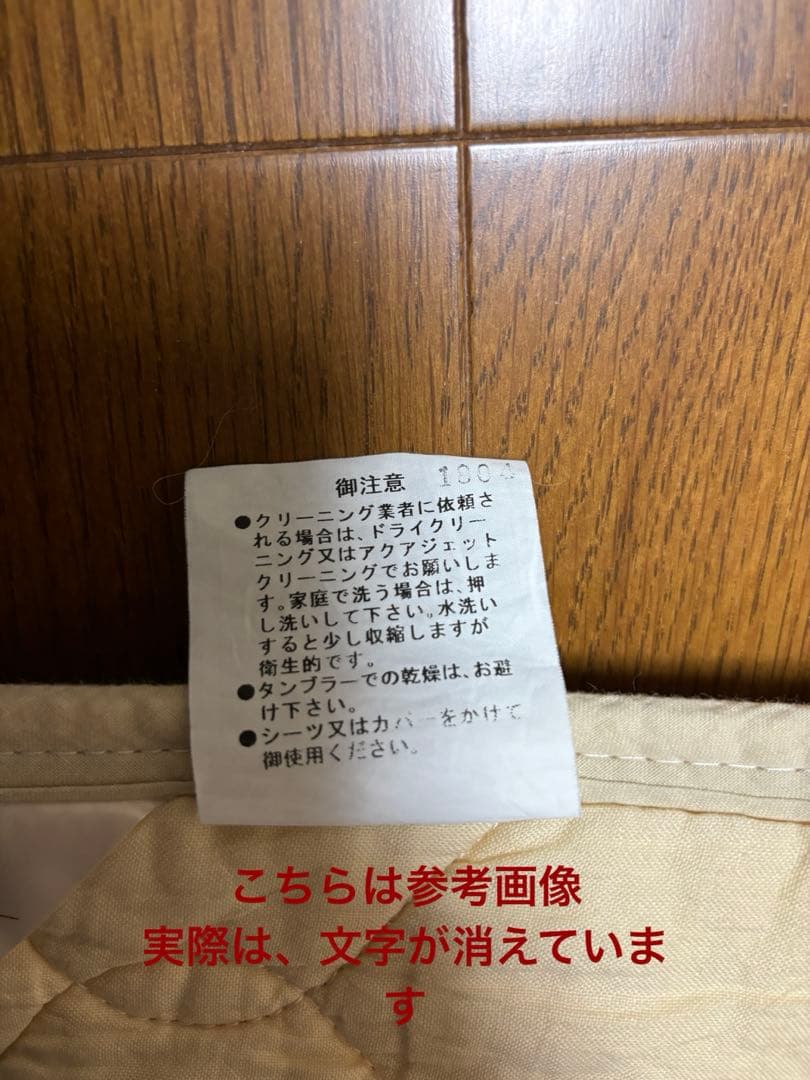 御注意 1804
●クリーニング業者に依頼さ
れる場合は、ドライクリー
ニング又はアクアジェット
クリーニングでお願いしま
す。家庭で洗う場合は、押
し洗いして下さい。水洗い
すると少し収縮しますが
衛生的です。
●タンブラーでの乾燥は、お避
け下さい。
●シーツ又はカバーをかけて
御使用ください。
こちらは参考画像
実際は、文字が消えていま
す